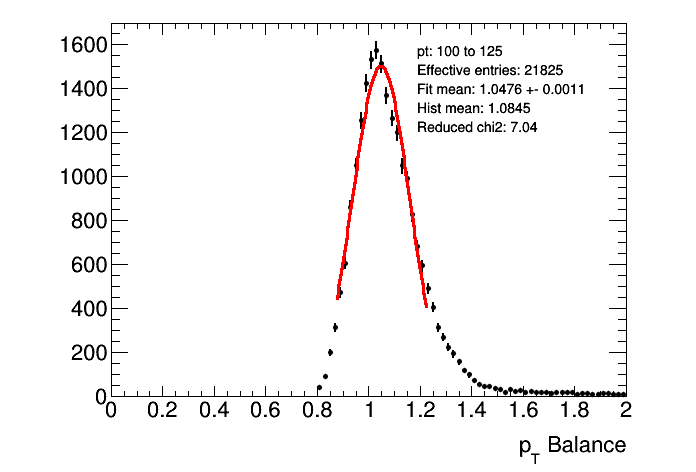 pt: 100 to 125
Effective entries: 21825
Fit mean: 1.0476 +- 0.0011
Hist mean: 1.0845
Reduced chi2: 7.04
1600
1400
1200
1000
800
600
400
200
0
0 0.2 0.4 0.6 0.8 1 1.2 1.4 1.6 1.8 2
pT Balance